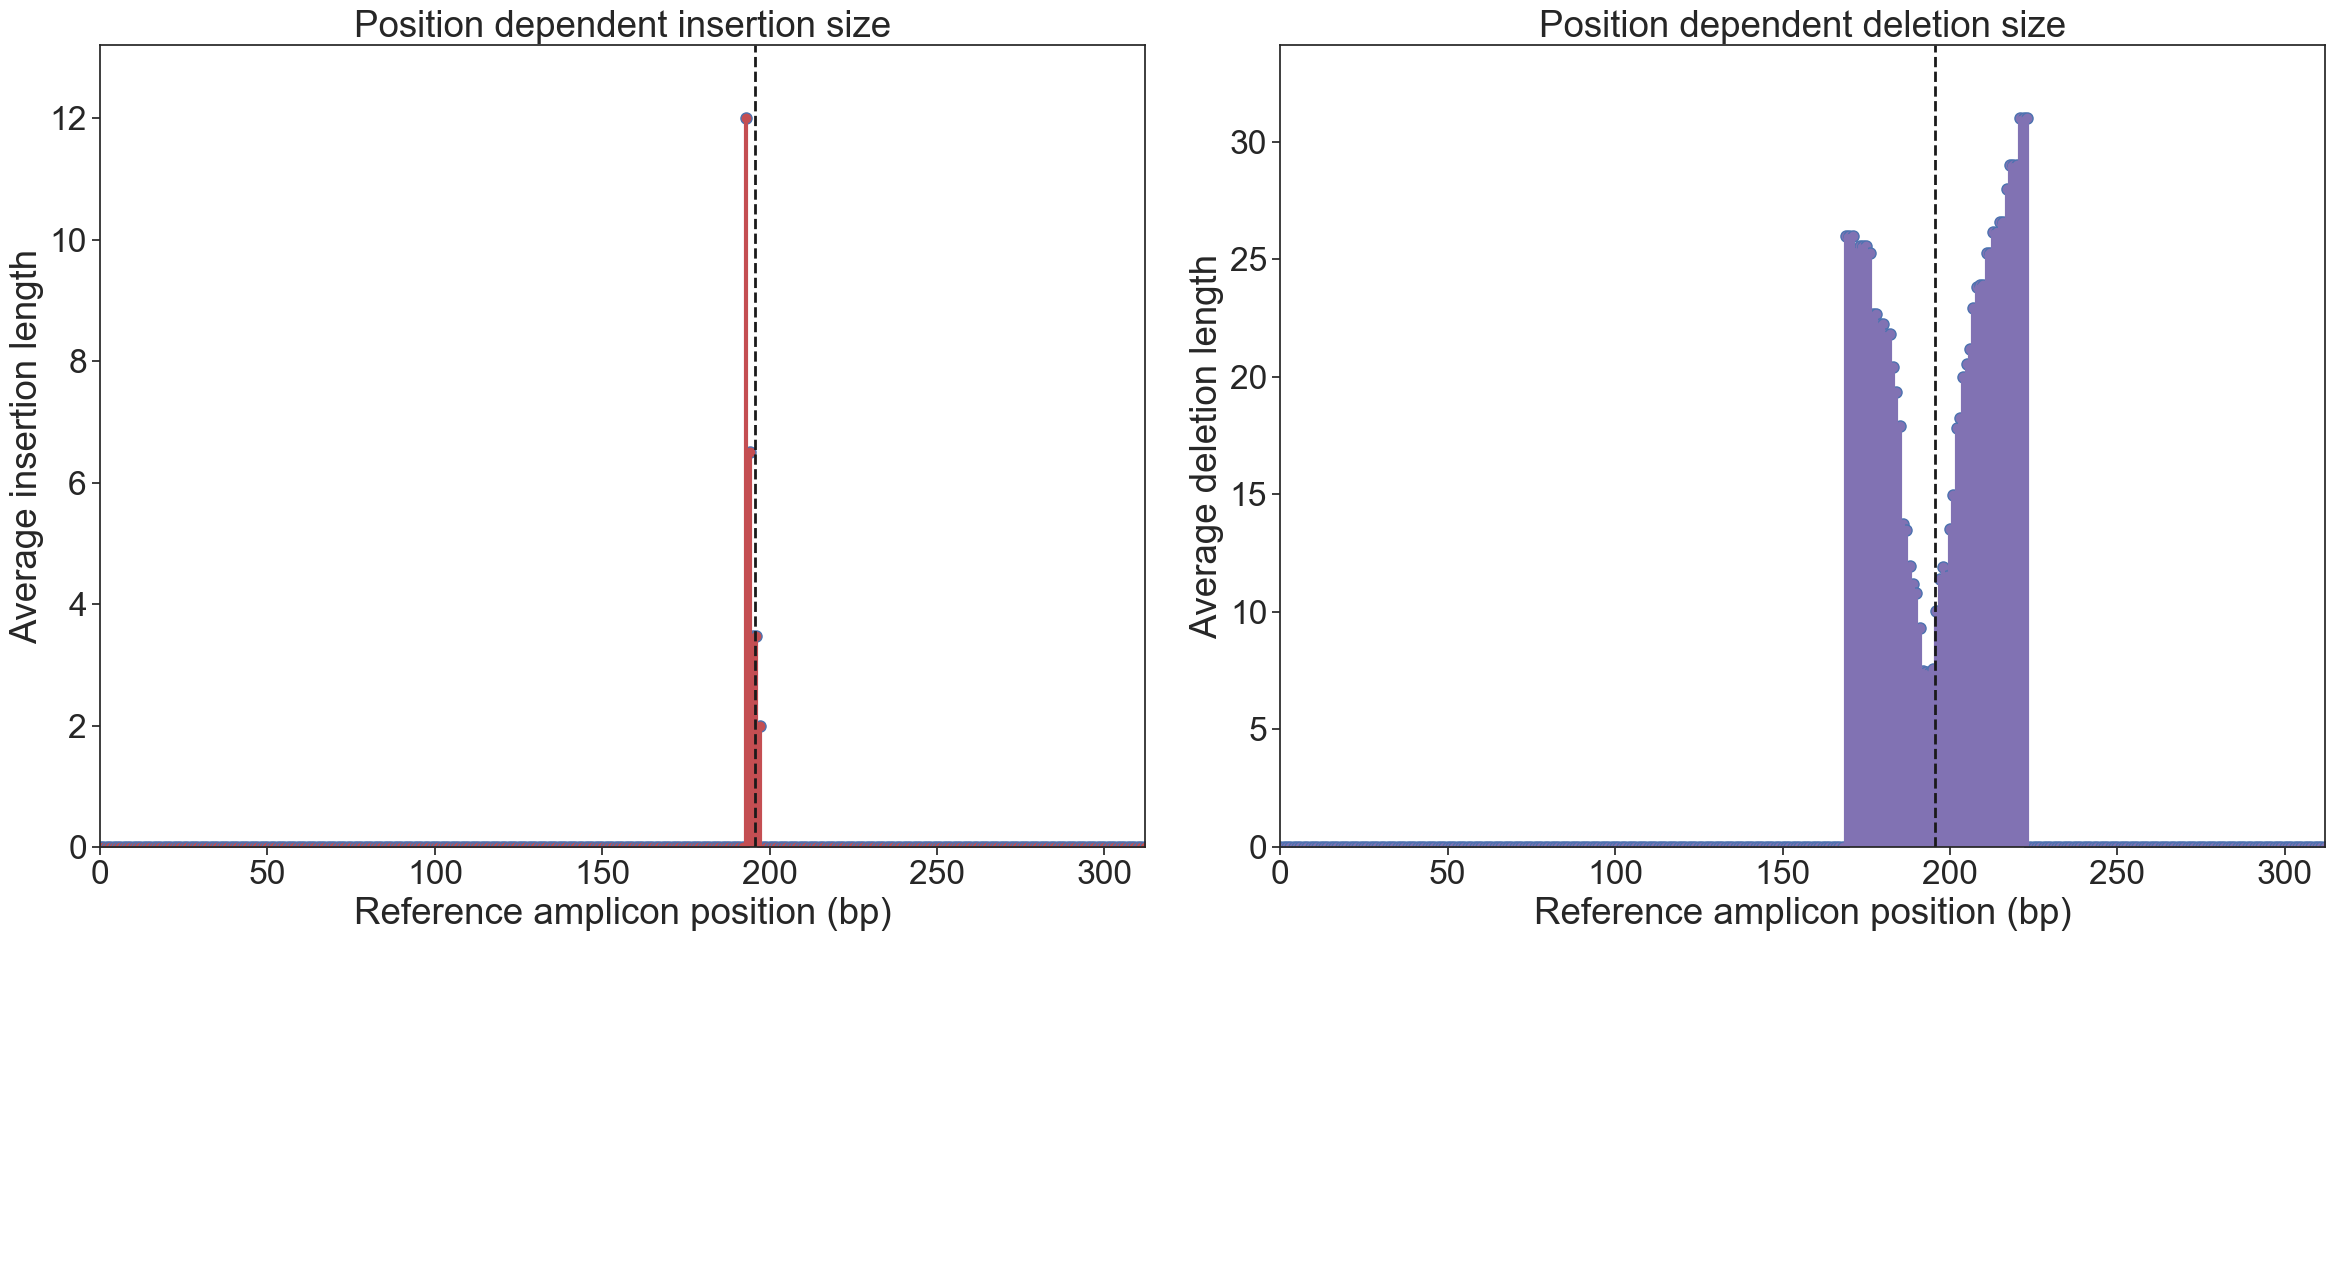 Position dependent insertion size
Average insertion length
12
10
8
6
4
2
0
0 50 100 150 200 250 300
Reference amplicon position (bp)
Position dependent deletion size
Average deletion length
30
25
20
15
10
5
0
0 50 100 150 200 250 300
Reference amplicon position (bp)